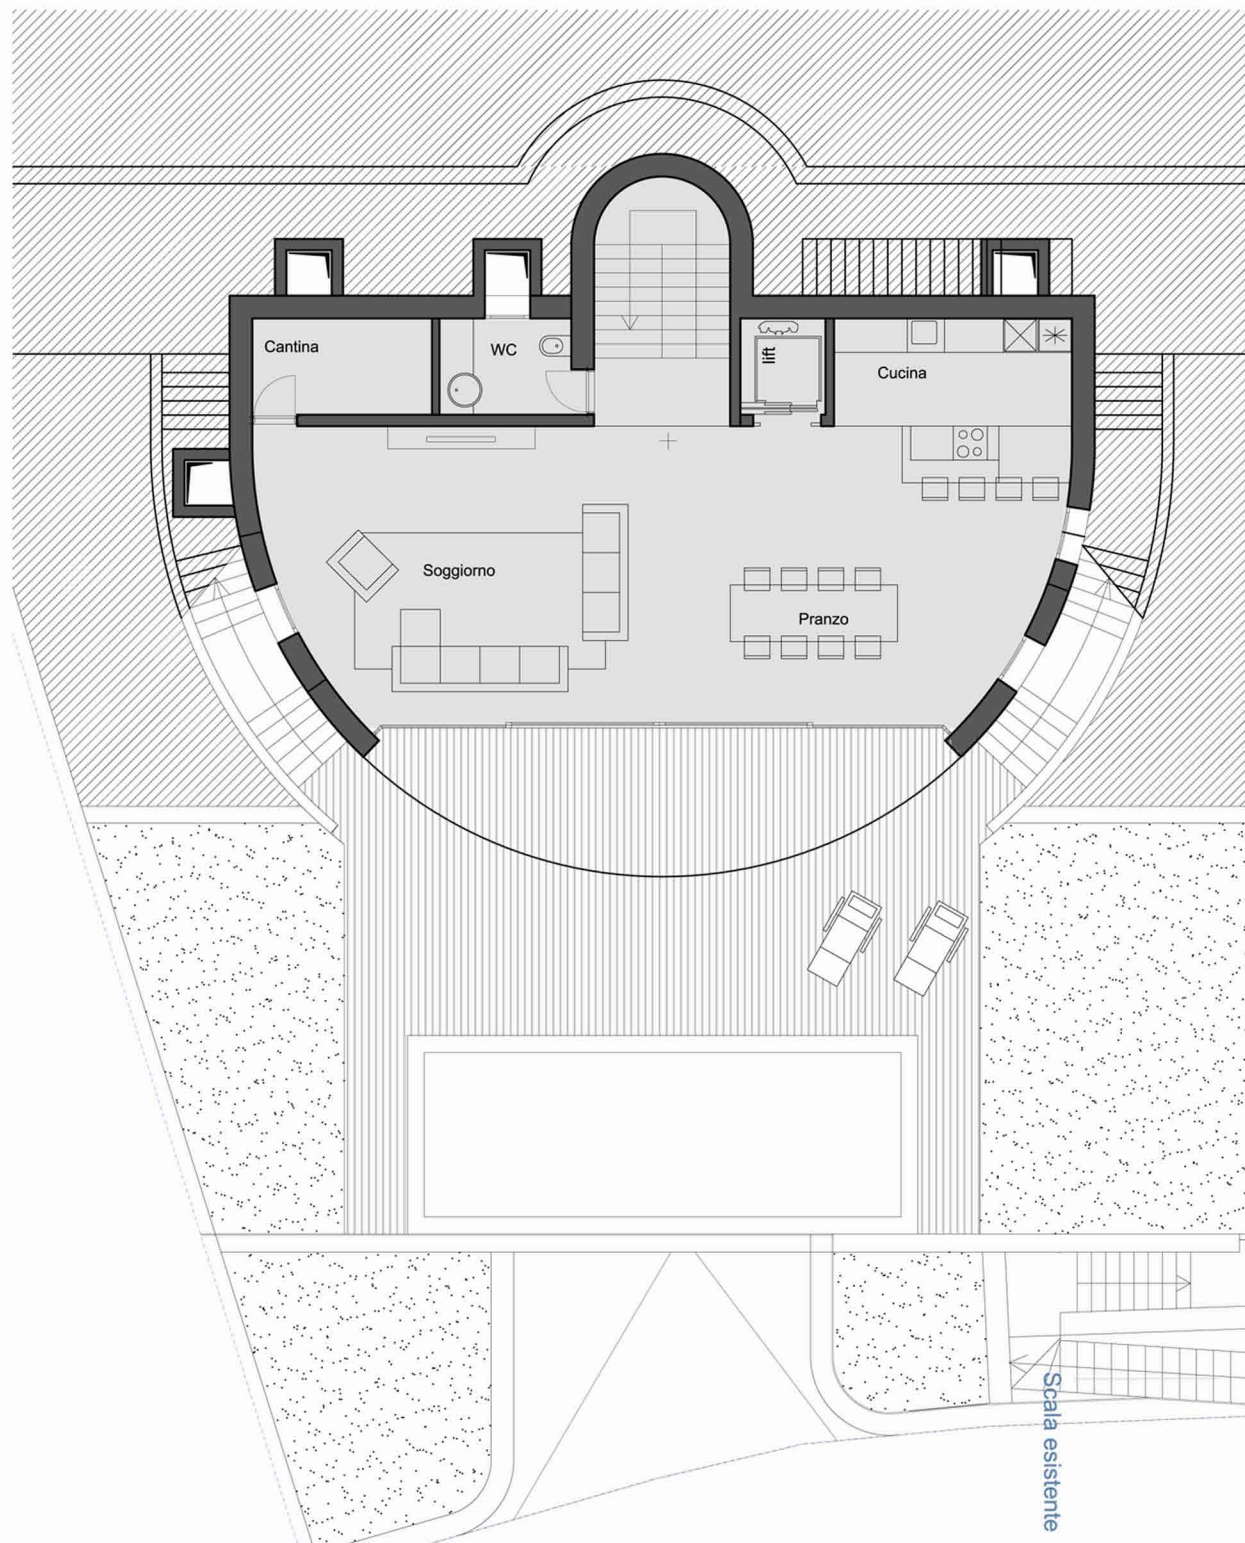 Cantina
WC
lift
Cucina
Soggiorno
Pranzo
Scala esistente